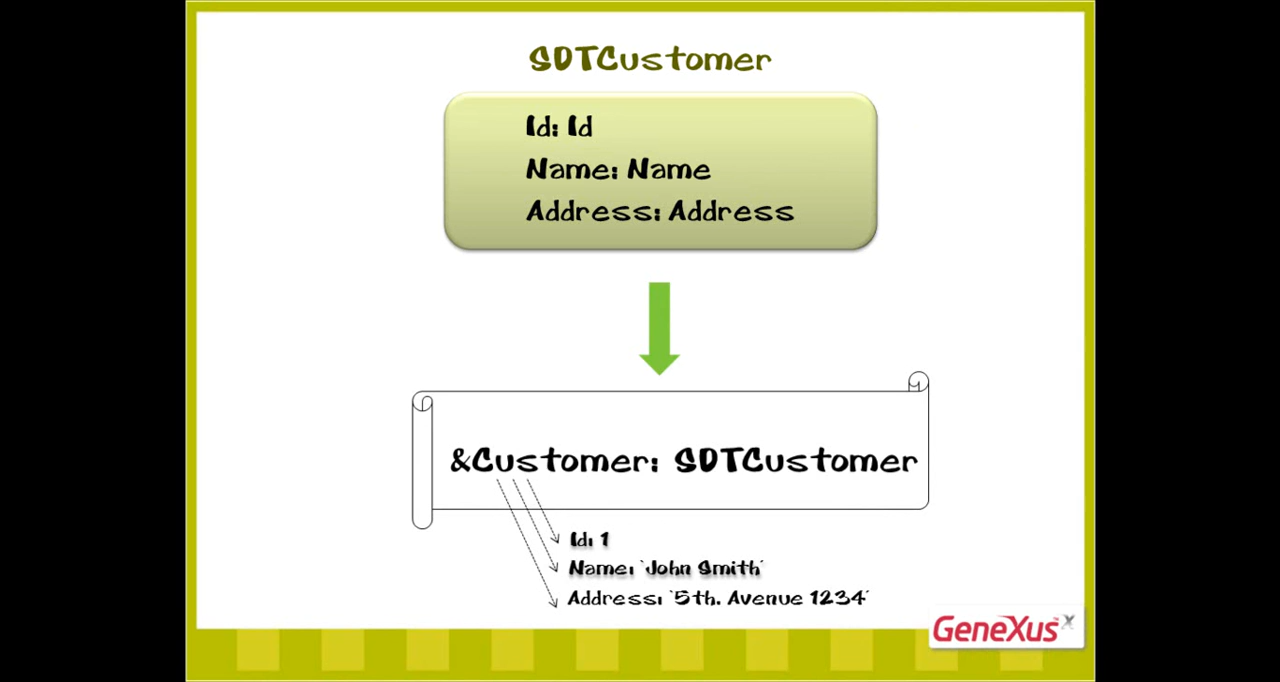 SDTCustomer
Id: Id
Name: Name
Address: Address
&Customer: SDTCustomer
Id: 1
Name: 'John Smith'
Address: '5th. Avenue 1234'
GeneXus X